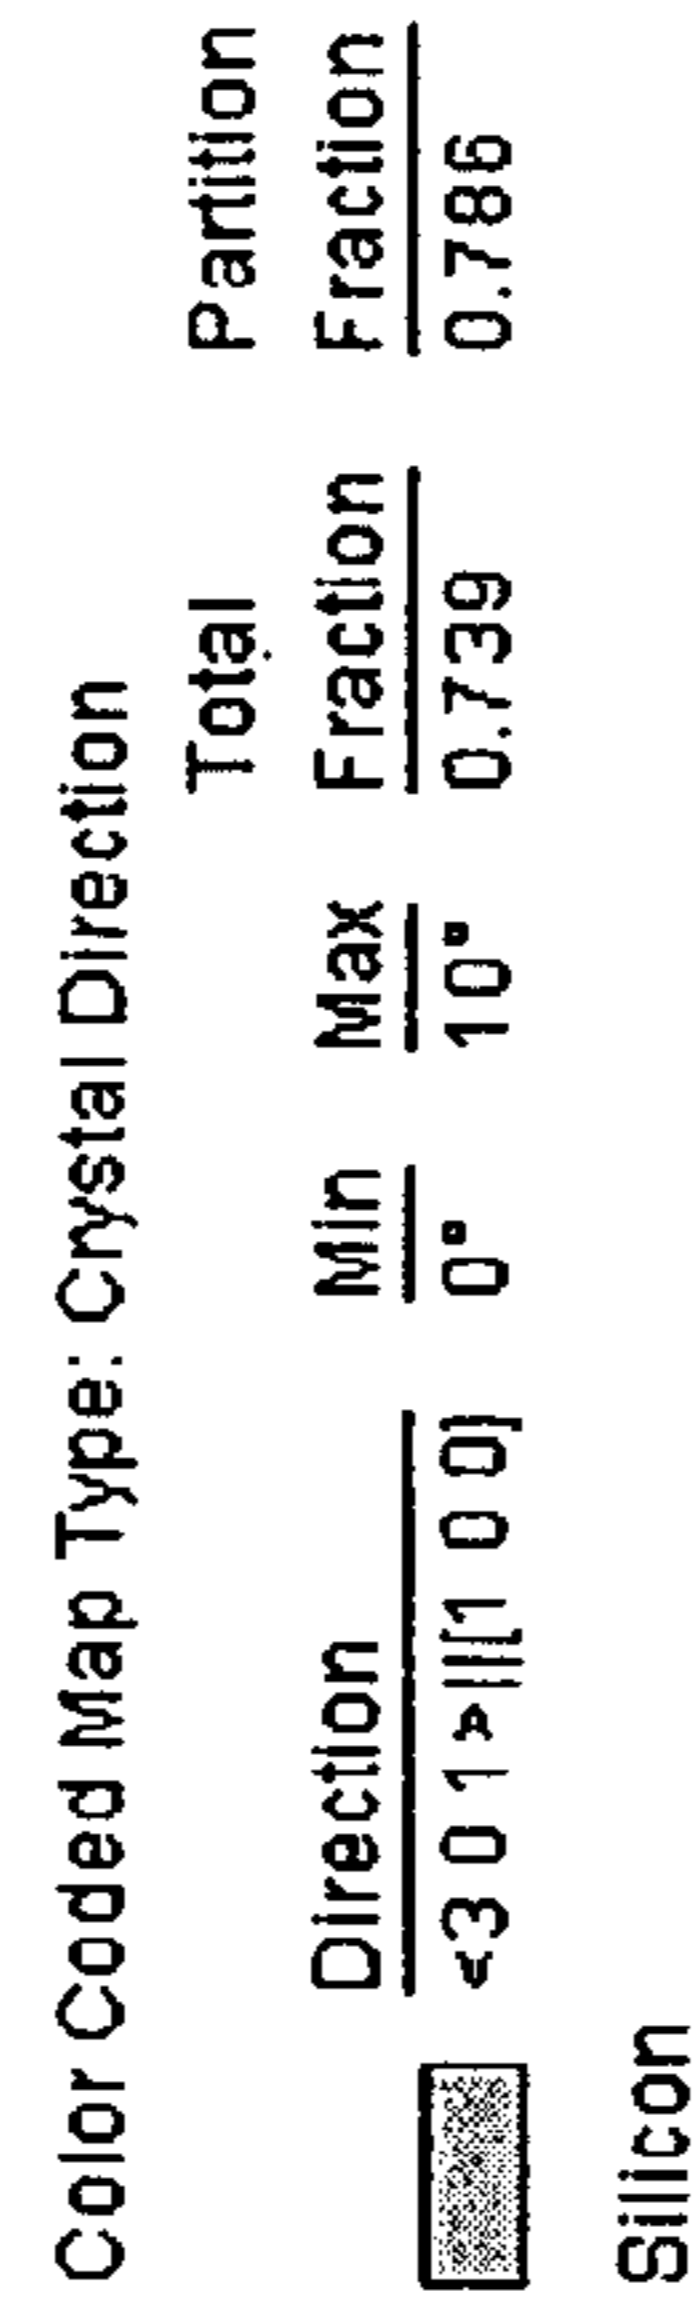 Color Coded Map Type: Crystal Direction
Total Partition
Direction Min Max Fraction Fraction
<3 0 1>||[1 0 0] 0° 10° 0.739 0.786
Silicon